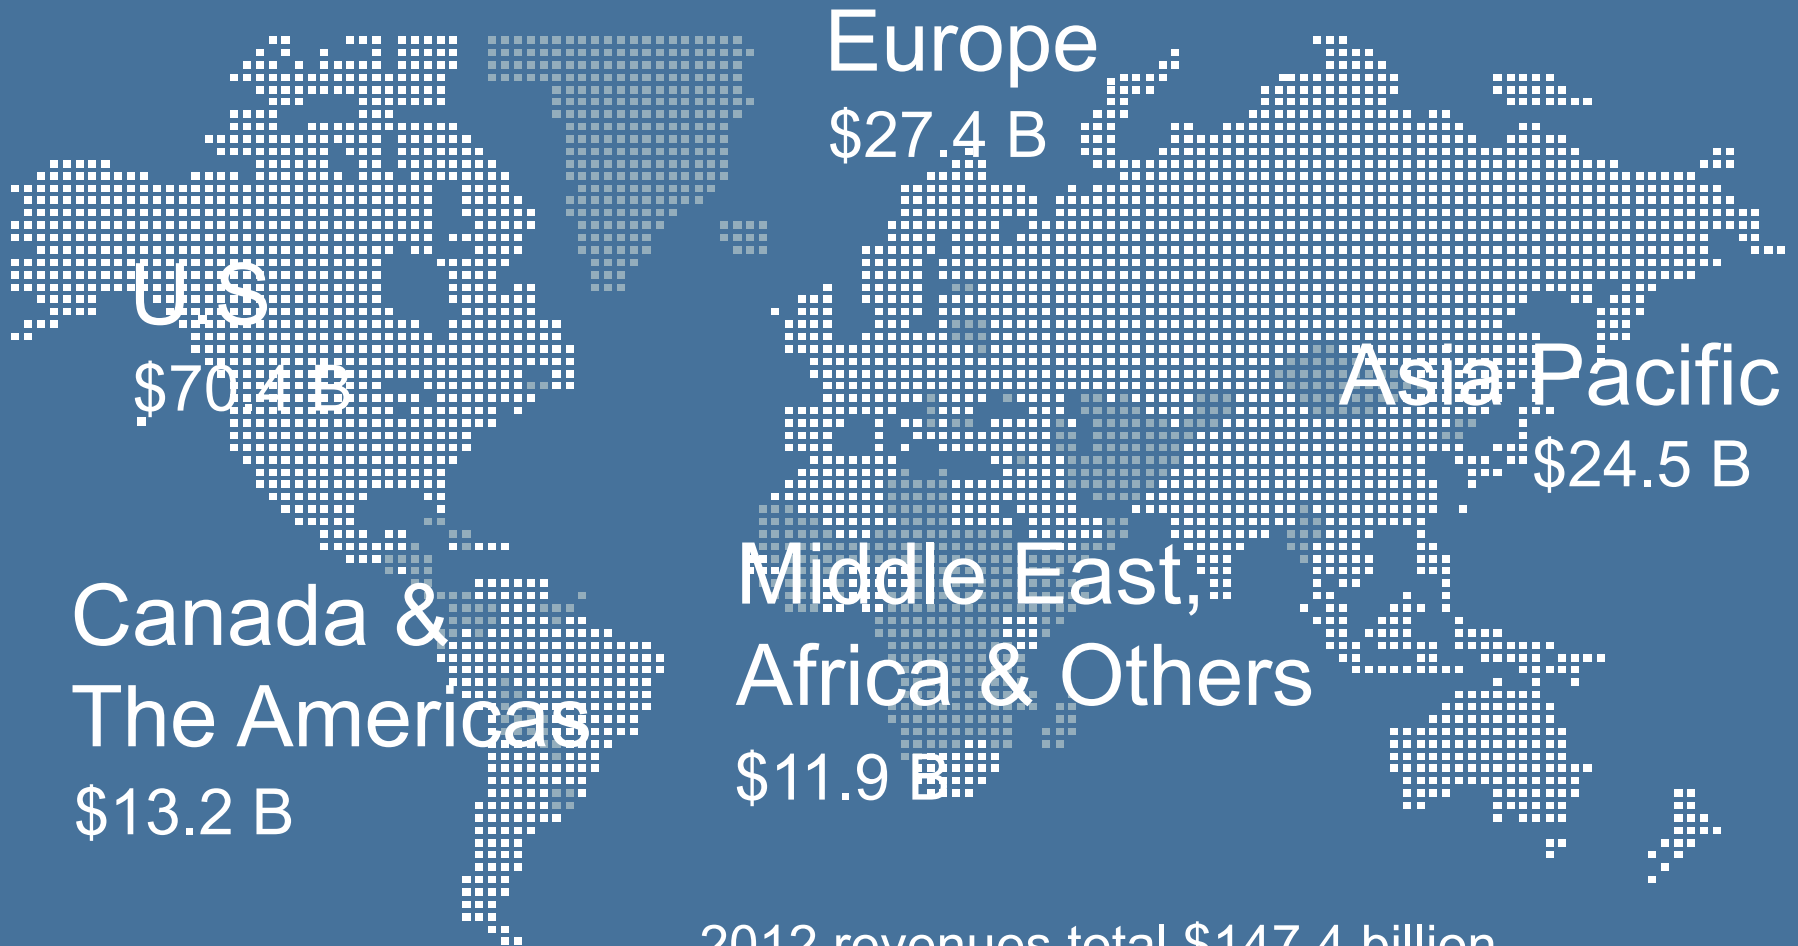 Europe
$27.4 B
U.S
$70.4 B
Asia Pacific
$24.5 B
Middle East,
Africa & Others
$11.9 B
Canada &
The Americas
$13.2 B
2012 revenues total $147.4 billion